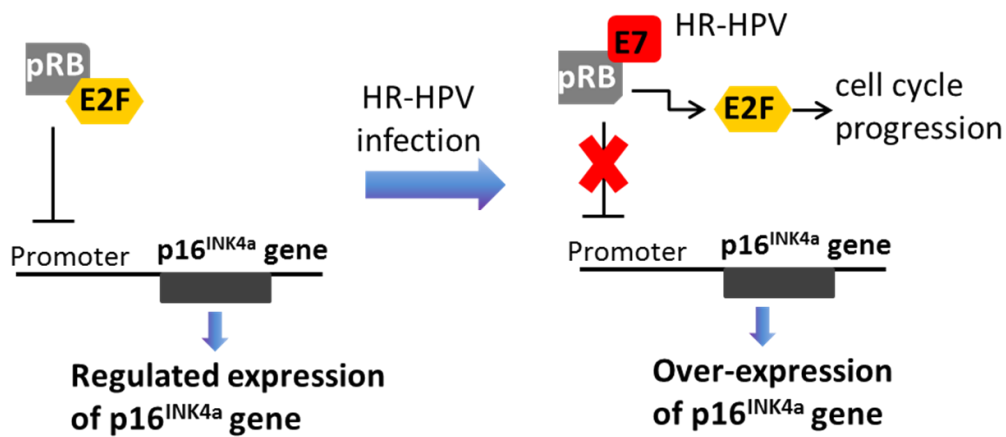 pRB
E2F
Promoter
p16INK4a gene
Regulated expression
of p16INK4a gene
HR-HPV
infection
E7
HR-HPV
pRB
E2F
cell cycle
progression
Promoter
p16INK4a gene
Over-expression
of p16INK4a gene